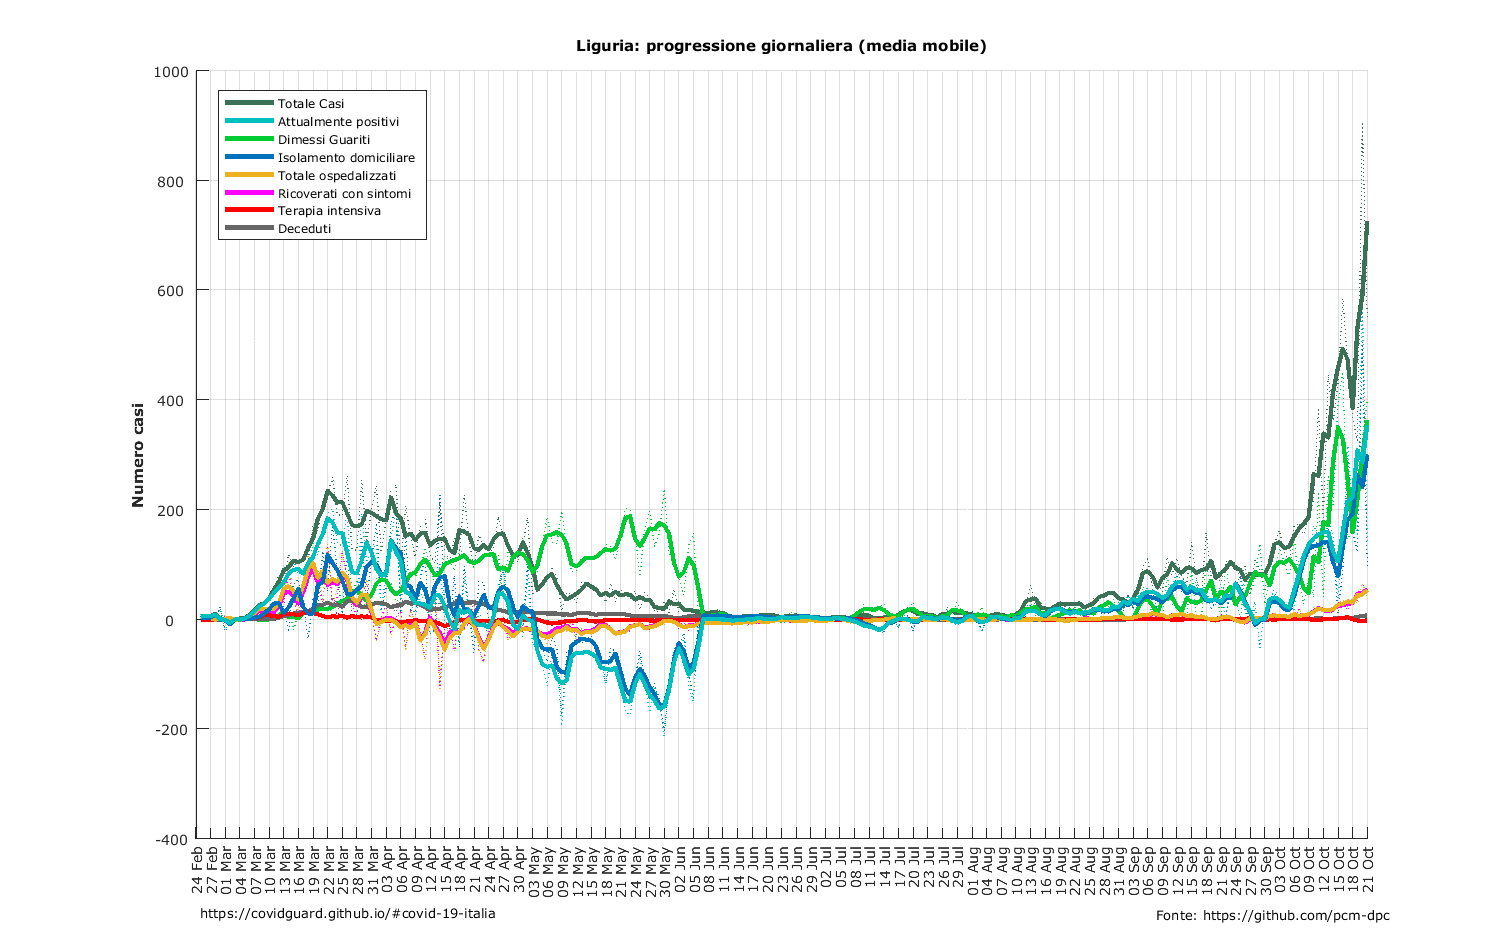 Liguria: progressione giornaliera (media mobile)
1000
800
600
400
200
0
-200
-400
Numero casi
Totale Casi
Attualmente positivi
Dimessi Guariti
Isolamento domiciliare
Totale ospedalizzati
Ricoverati con sintomi
Terapia intensiva
Deceduti
24 Feb
27 Feb
01 Mar
04 Mar
07 Mar
10 Mar
13 Mar
16 Mar
19 Mar
22 Mar
25 Mar
28 Mar
31 Mar
03 Apr
06 Apr
09 Apr
12 Apr
15 Apr
18 Apr
21 Apr
24 Apr
27 Apr
30 Apr
03 May
06 May
09 May
12 May
15 May
18 May
21 May
24 May
27 May
30 May
02 Jun
05 Jun
08 Jun
11 Jun
14 Jun
17 Jun
20 Jun
23 Jun
26 Jun
29 Jun
02 Jul
05 Jul
08 Jul
11 Jul
14 Jul
17 Jul
20 Jul
23 Jul
26 Jul
29 Jul
01 Aug
04 Aug
07 Aug
10 Aug
13 Aug
16 Aug
19 Aug
22 Aug
25 Aug
28 Aug
31 Aug
03 Sep
06 Sep
09 Sep
12 Sep
15 Sep
18 Sep
21 Sep
24 Sep
27 Sep
30 Sep
03 Oct
06 Oct
09 Oct
12 Oct
15 Oct
18 Oct
21 Oct
https://covidguard.github.io/#covid-19-italia
Fonte: https://github.com/pcm-dpc